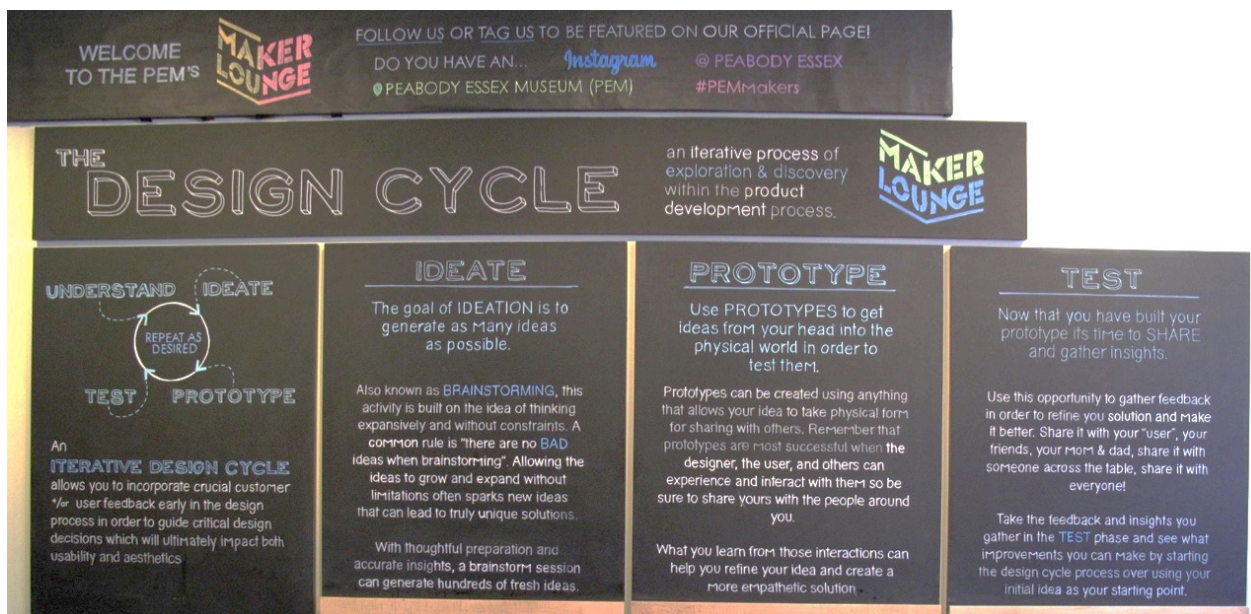 WELCOME
TO THE PEM's
MAKER
LOUNGE
FOLLOW US OR TAG US TO BE FEATURED ON OUR OFFICIAL PAGE!
DO YOU HAVE AN... Instagram @ PEABODY ESSEX
PEABODY ESSEX MUSEUM (PEM) #PEMMakers
THE
DESIGN CYCLE
an iterative process of
exploration & discovery
within the product
development process.
MAKER
LOUNGE
UNDERSTAND IDEATE
REPEAT AS
DESIRED
TEST PROTOTYPE
An
ITERATIVE DESIGN CYCLE
allows you to incorporate crucial customer
*/or user feedback early in the design
process in order to guide critical design
decisions which will ultimately impact both
usability and aesthetics
IDEATE
The goal of IDEATION is to
generate as many ideas
as possible.
Also known as BRAINSTORMING, this
activity is built on the idea of thinking
expansively and without constraints. A
common rule is "there are no BAD
ideas when brainstorming". Allowing the
ideas to grow and expand without
limitations often sparks new ideas
that can lead to truly unique solutions.
With thoughtful preparation and
accurate insights, a brainstorm session
can generate hundreds of fresh ideas.
PROTOTYPE
Use PROTOTYPES to get
ideas from your head into the
physical world in order to
test them.
Prototypes can be created using anything
that allows your idea to take physical form
for sharing with others. Remember that
prototypes are most successful when the
designer, the user, and others can
experience and interact with them so be
sure to share yours with the people around
you.
What you learn from those interactions can
help you refine your idea and create a
more empathetic solution
TEST
Now that you have built your
prototype its time to SHARE
and gather insights.
Use this opportunity to gather feedback
in order to refine you solution and make
it better. Share it with your "user", your
friends, your mom & dad, share it with
someone across the table, share it with
everyone!
Take the feedback and insights you
gather in the TEST phase and see what
improvements you can make by starting
the design cycle process over using your
initial idea as your starting point.